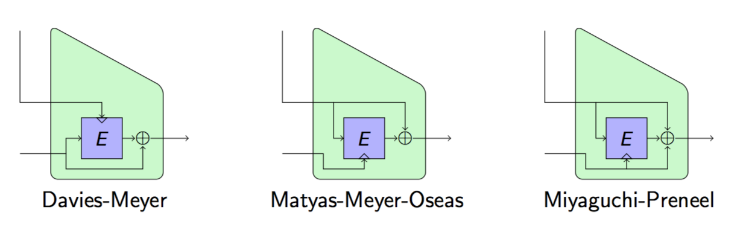 E
E
E
Davies-Meyer
Matyas-Meyer-Oseas
Miyaguchi-Preneel